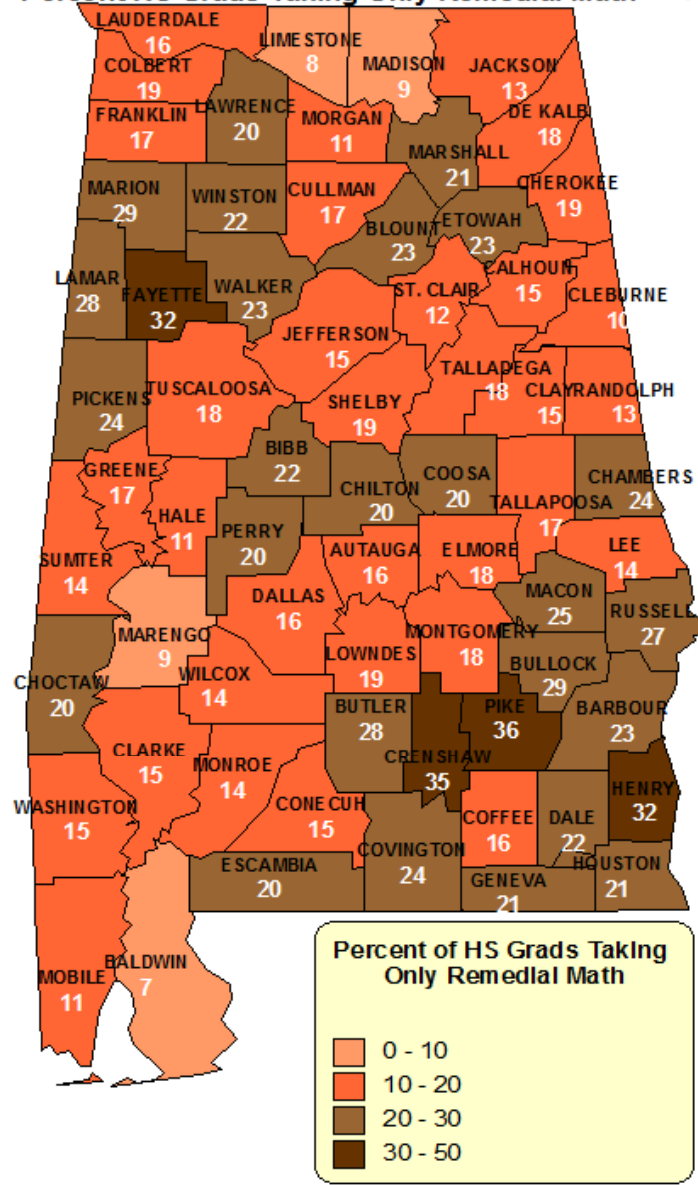 LAUDERDALE
16
LIMESTONE
8
MADISON
9
JACKSON
13
COLBERT
19
LAWRENCE
20
FRANKLIN
17
MORGAN
11
DE KALB
18
MARSHALL
21
MARION
29
WINSTON
22
CULLMAN
17
CHEROKEE
19
BLOUNT
23
ETOWAH
23
LAMAR
28
FAYETTE
32
WALKER
23
ST. CLAIR
12
CALHOUN
15
CLEBURNE
10
JEFFERSON
15
PICKENS
24
TUSCALOOSA
18
SHELBY
19
TALLADEGA
18
CLAY
15
RANDOLPH
13
BIBB
22
GREENE
17
HALE
11
CHILTON
20
COOSA
20
TALLAPOOSA
17
CHAMBERS
24
PERRY
20
SUMTER
14
AUTAUGA
16
ELMORE
18
LEE
14
DALLAS
16
MACON
25
RUSSELL
27
MARENGO
9
LOWNDES
19
MONTGOMERY
18
BULLOCK
29
CHOCTAW
20
WILCOX
14
BUTLER
28
CRENSHAW
35
PIKE
36
BARBOUR
23
CLARKE
15
MONROE
14
HENRY
32
WASHINGTON
15
CONECUH
15
COFFEE
16
DALE
22
COVINGTON
24
ESCAMBIA
20
GENEVA
21
HOUSTON
21
MOBILE
11
BALDWIN
7
Percent of HS Grads Taking
Only Remedial Math
0 - 10
10 - 20
20 - 30
30 - 50